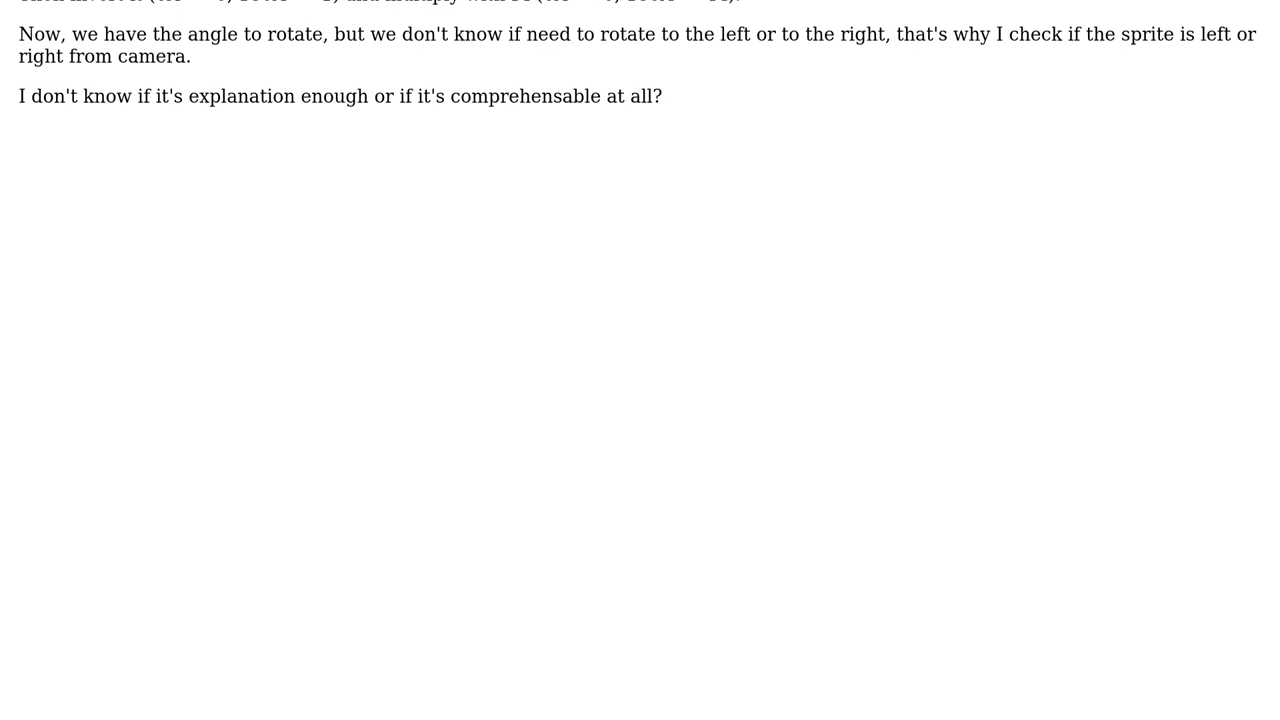 Now, we have the angle to rotate, but we don't know if need to rotate to the left or to the right, that's why I check if the sprite is left or
right from camera.
I don't know if it's explanation enough or if it's comprehensable at all?